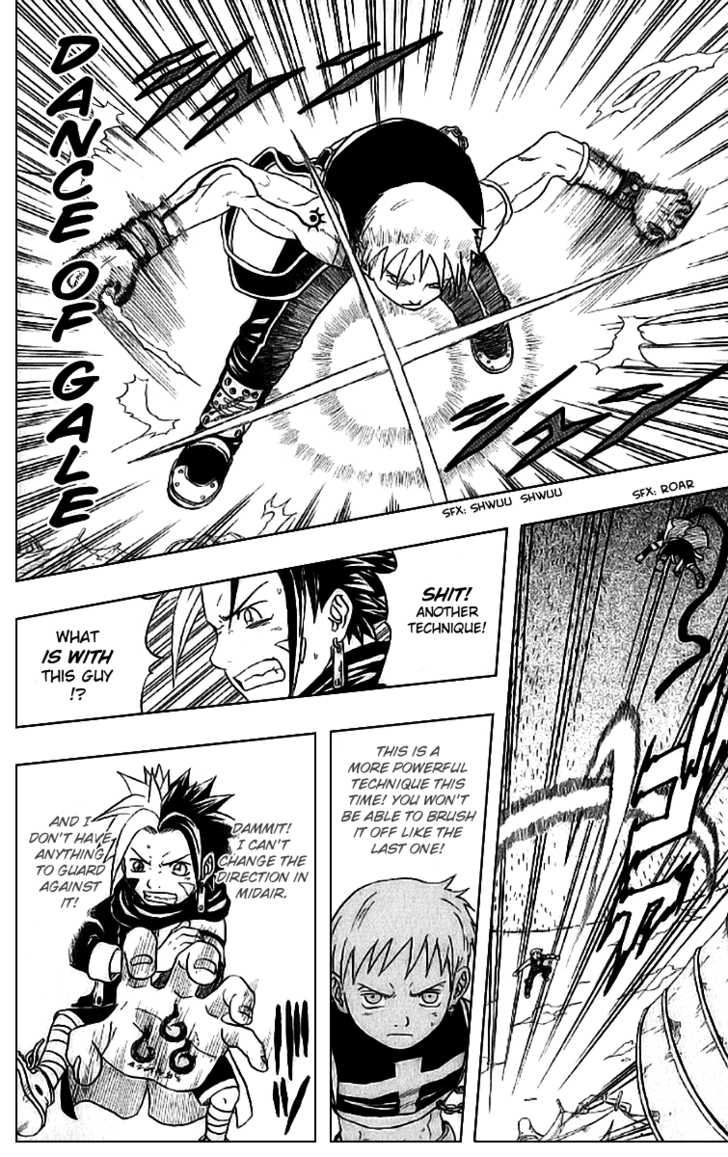 DANCE OF GALE
SFX: SHWUU SHWUU
SFX: ROAR
ゴ
ア
SHIT!
ANOTHER
TECHNIQUE!
WHAT
IS WITH
THIS GUY
!?
THIS IS A
MORE POWERFUL
TECHNIQUE THIS
TIME! YOU WON'T
BE ABLE TO BRUSH
IT OFF LIKE THE
LAST ONE!
DAMMIT!
I CAN'T
CHANGE THE
DIRECTION IN
MIDAIR.
AND I
DON'T HAVE
ANYTHING
TO GUARD
AGAINST
IT!